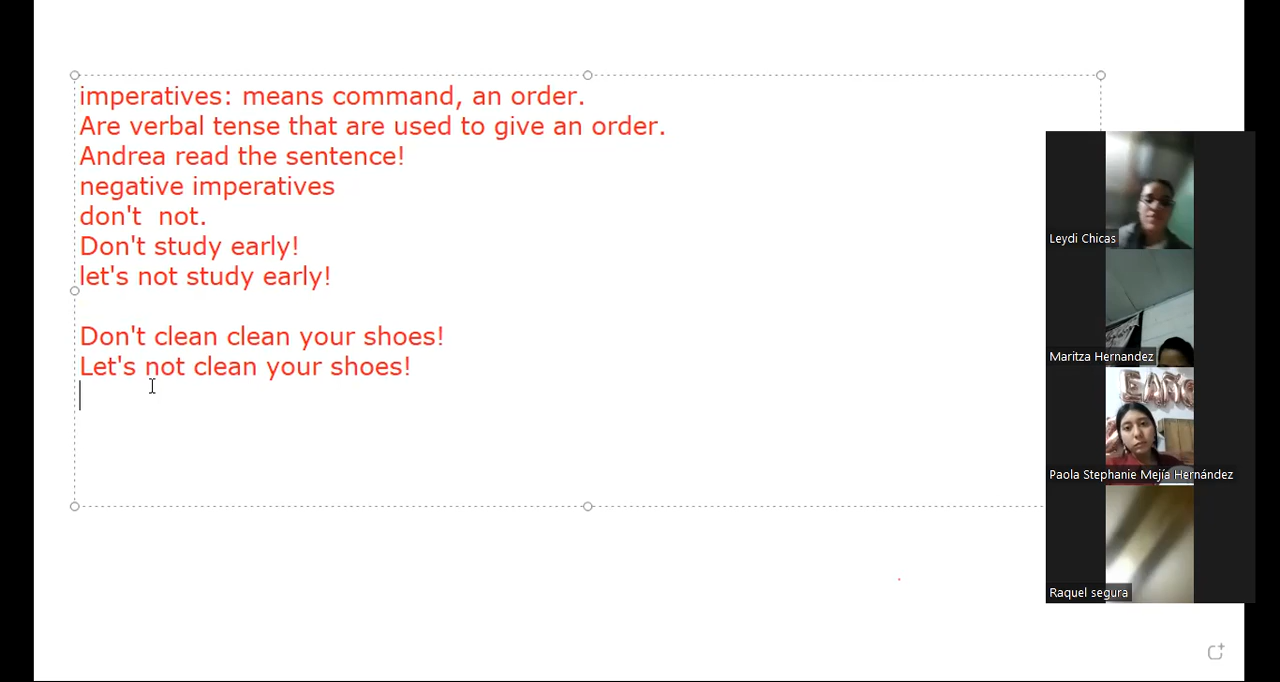 imperatives: means command, an order.
Are verbal tense that are used to give an order.
Andrea read the sentence!
negative imperatives
don't  not.
Don't study early!
let's not study early!
Don't clean clean your shoes!
Let's not clean your shoes!
Leydi Chicas
Maritza Hernandez
EAÑO
Paola Stephanie Mejía Hernández
Raquel segura